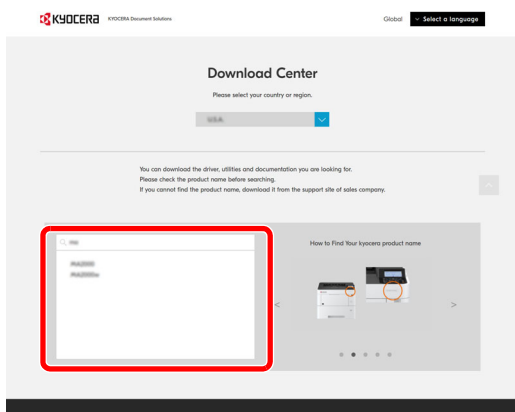 KYOCERA KYOCERA Document Solutions
Global Select a language
Download Center
Please select your country or region.
U.S.A.
You can download the driver, utilities and documentation you are looking for.
Please check the product name before searching.
If you cannot find the product name, download it from the support site of sales company.
ma
MA2000
MA2000w
How to Find Your kyocera product name
<
>